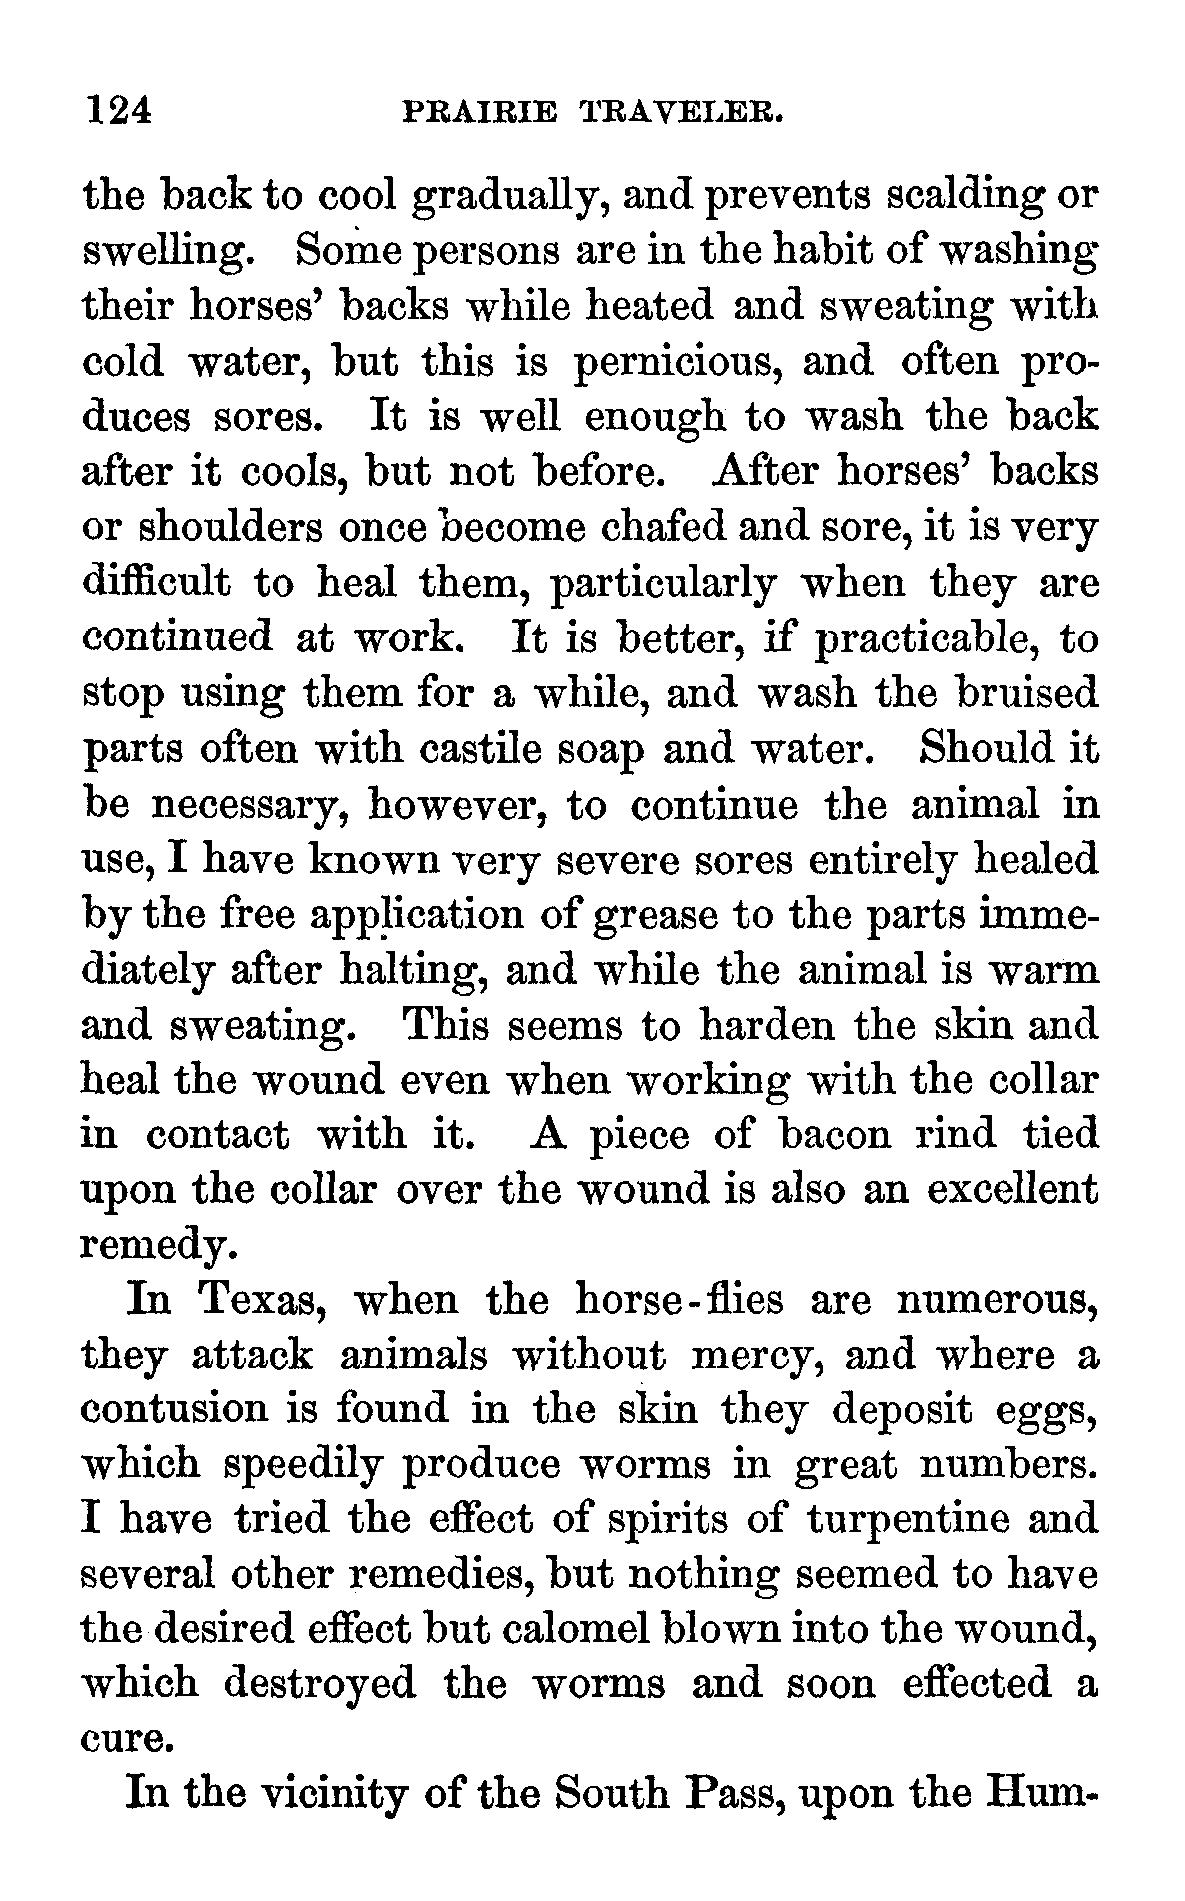 124 PRAIRIE TRAVELER.
the back to cool gradually, and prevents scalding or
swelling. Some persons are in the habit of washing
their horses' backs while heated and sweating with
cold water, but this is pernicious, and often pro-
duces sores. It is well enough to wash the back
after it cools, but not before. After horses' backs
or shoulders once become chafed and sore, it is very
difficult to heal them, particularly when they are
continued at work. It is better, if practicable, to
stop using them for a while, and wash the bruised
parts often with castile soap and water. Should it
be necessary, however, to continue the animal in
use, I have known very severe sores entirely healed
by the free application of grease to the parts imme-
diately after halting, and while the animal is warm
and sweating. This seems to harden the skin and
heal the wound even when working with the collar
in contact with it. A piece of bacon rind tied
upon the collar over the wound is also an excellent
remedy.
In Texas, when the horse-flies are numerous,
they attack animals without mercy, and where a
contusion is found in the skin they deposit eggs,
which speedily produce worms in great numbers.
I have tried the effect of spirits of turpentine and
several other remedies, but nothing seemed to have
the desired effect but calomel blown into the wound,
which destroyed the worms and soon effected a
cure.
In the vicinity of the South Pass, upon the Hum-